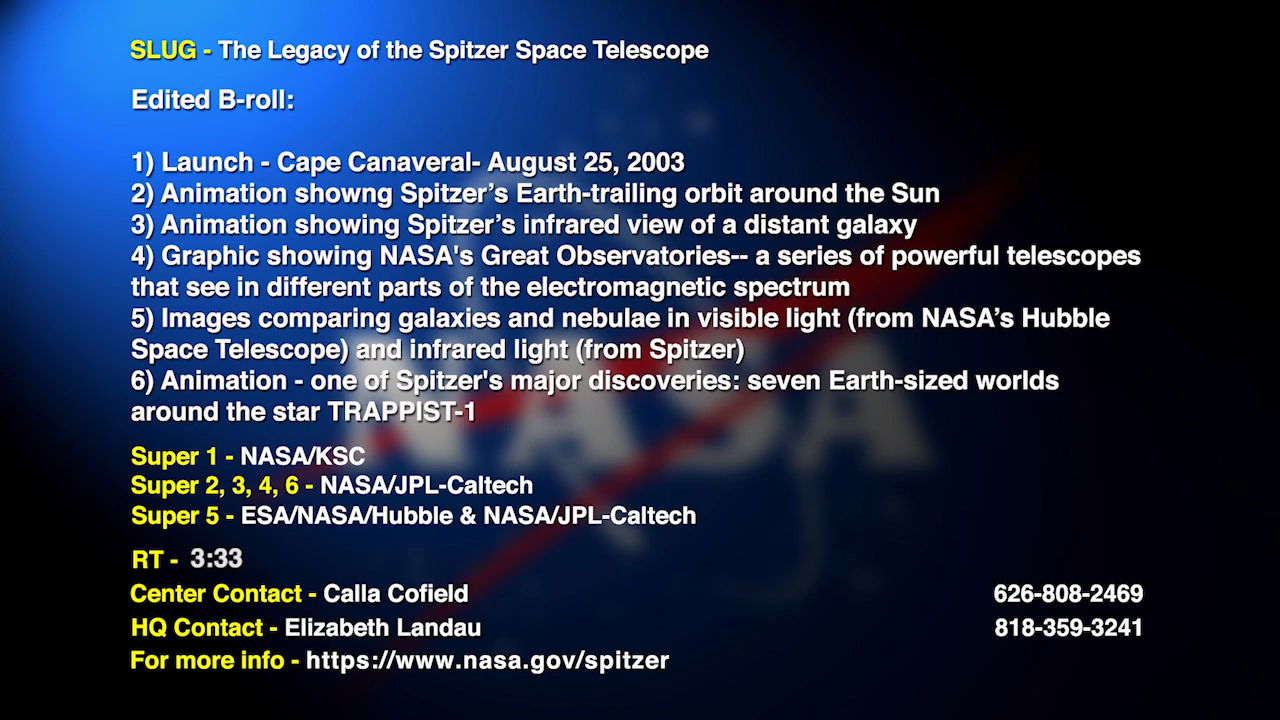 SLUG - The Legacy of the Spitzer Space Telescope
Edited B-roll:
1) Launch - Cape Canaveral- August 25, 2003
2) Animation showng Spitzer’s Earth-trailing orbit around the Sun
3) Animation showing Spitzer’s infrared view of a distant galaxy
4) Graphic showing NASA's Great Observatories-- a series of powerful telescopes
that see in different parts of the electromagnetic spectrum
5) Images comparing galaxies and nebulae in visible light (from NASA’s Hubble
Space Telescope) and infrared light (from Spitzer)
6) Animation - one of Spitzer's major discoveries: seven Earth-sized worlds
around the star TRAPPIST-1
Super 1 - NASA/KSC
Super 2, 3, 4, 6 - NASA/JPL-Caltech
Super 5 - ESA/NASA/Hubble & NASA/JPL-Caltech
RT - 3:33
Center Contact - Calla Cofield 626-808-2469
HQ Contact - Elizabeth Landau 818-359-3241
For more info - https://www.nasa.gov/spitzer
NASA